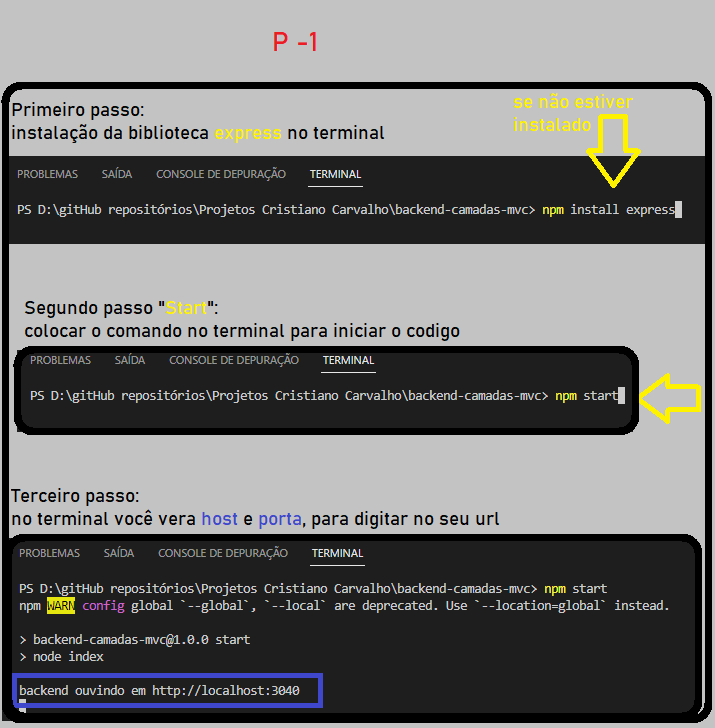 P -1
Primeiro passo:
instalação da biblioteca express no terminal
se não estiver
instalado
PROBLEMAS SAÍDA CONSOLE DE DEPURAÇÃO TERMINAL
PS D:\gitHub repositórios\Projetos Cristiano Carvalho\backend-camadas-mvc> npm install express
Segundo passo "Start":
colocar o comando no terminal para iniciar o codigo
PROBLEMAS SAÍDA CONSOLE DE DEPURAÇÃO TERMINAL
PS D:\gitHub repositórios\Projetos Cristiano Carvalho\backend-camadas-mvc> npm start
Terceiro passo:
no terminal você vera host e porta, para digitar no seu url
PROBLEMAS SAÍDA CONSOLE DE DEPURAÇÃO TERMINAL
PS D:\gitHub repositórios\Projetos Cristiano Carvalho\backend-camadas-mvc> npm start
npm WARN config global `--global`, `--local` are deprecated. Use `--location=global` instead.
> backend-camadas-mvc@1.0.0 start
> node index
backend ouvindo em http://localhost:3040